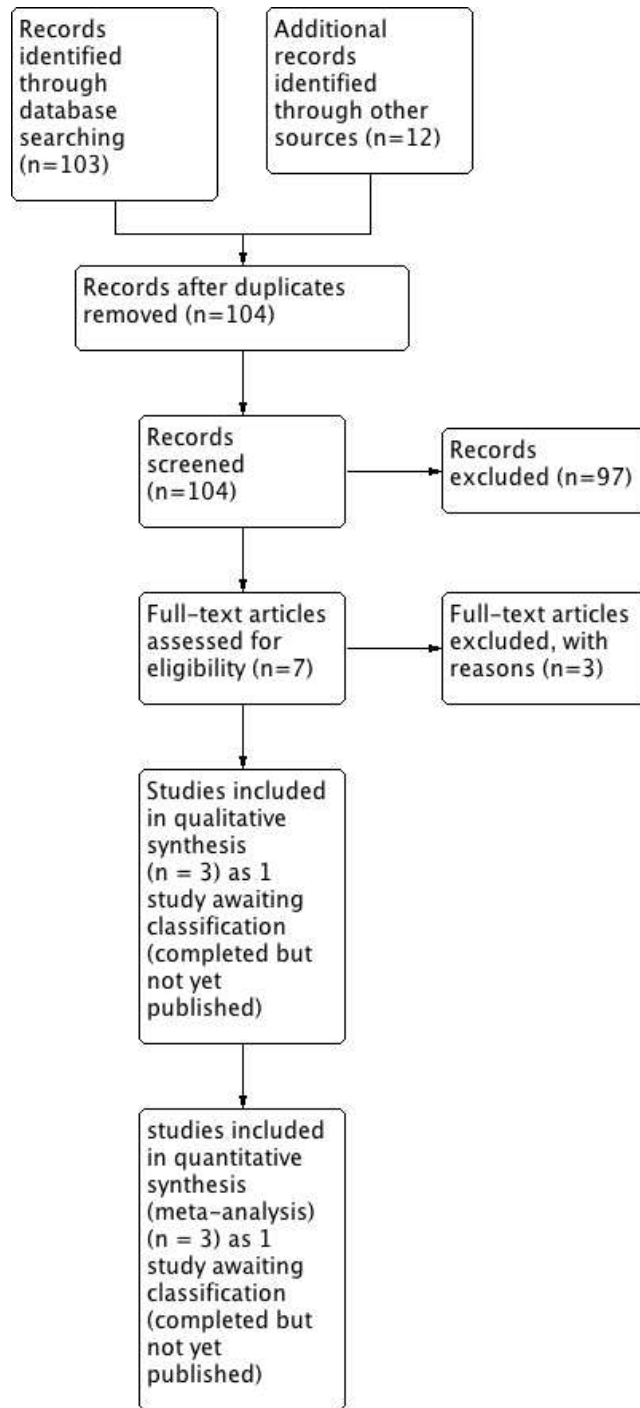 Records
identified
through
database
searching
(n=103)
Additional
records
identified
through other
sources (n=12)
Records after duplicates
removed (n=104)
Records
screened
(n=104)
Records
excluded (n=97)
Full-text articles
assessed for
eligibility (n=7)
Full-text articles
excluded, with
reasons (n=3)
Studies included
in qualitative
synthesis
(n = 3) as 1
study awaiting
classification
(completed but
not yet
published)
studies included
in quantitative
synthesis
(meta-analysis)
(n = 3) as 1
study awaiting
classification
(completed but
not yet
published)